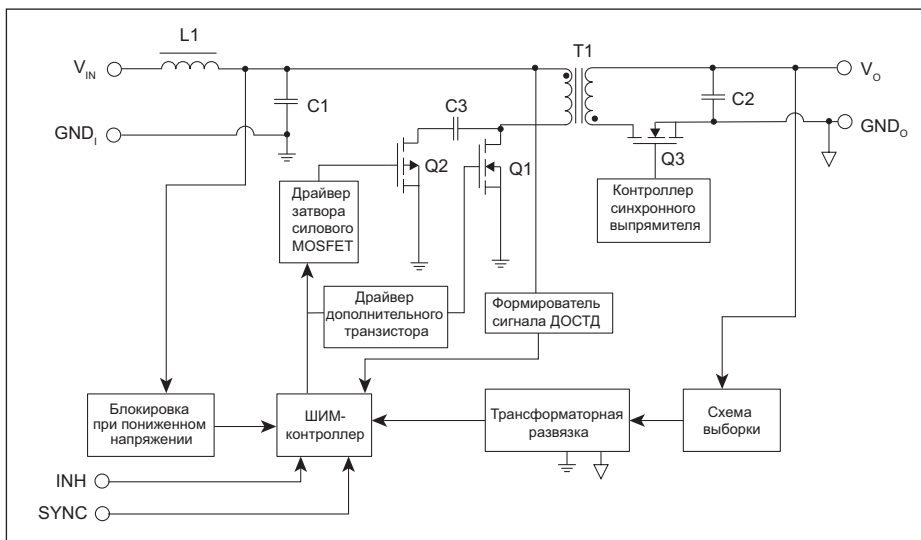 L1
T1
V_IN
V_O
C1
C3
C2
GND_I
GND_O
Q2
Q1
Q3
Драйвер
затвора
силового
MOSFET
Контроллер
синхронного
выпрямителя
Драйвер
дополнительного
транзистора
Формирователь
сигнала ДОСТД
Блокировка
при пониженном
напряжении
ШИМ-
контроллер
Трансформаторная
развязка
Схема
выборки
INH
SYNC